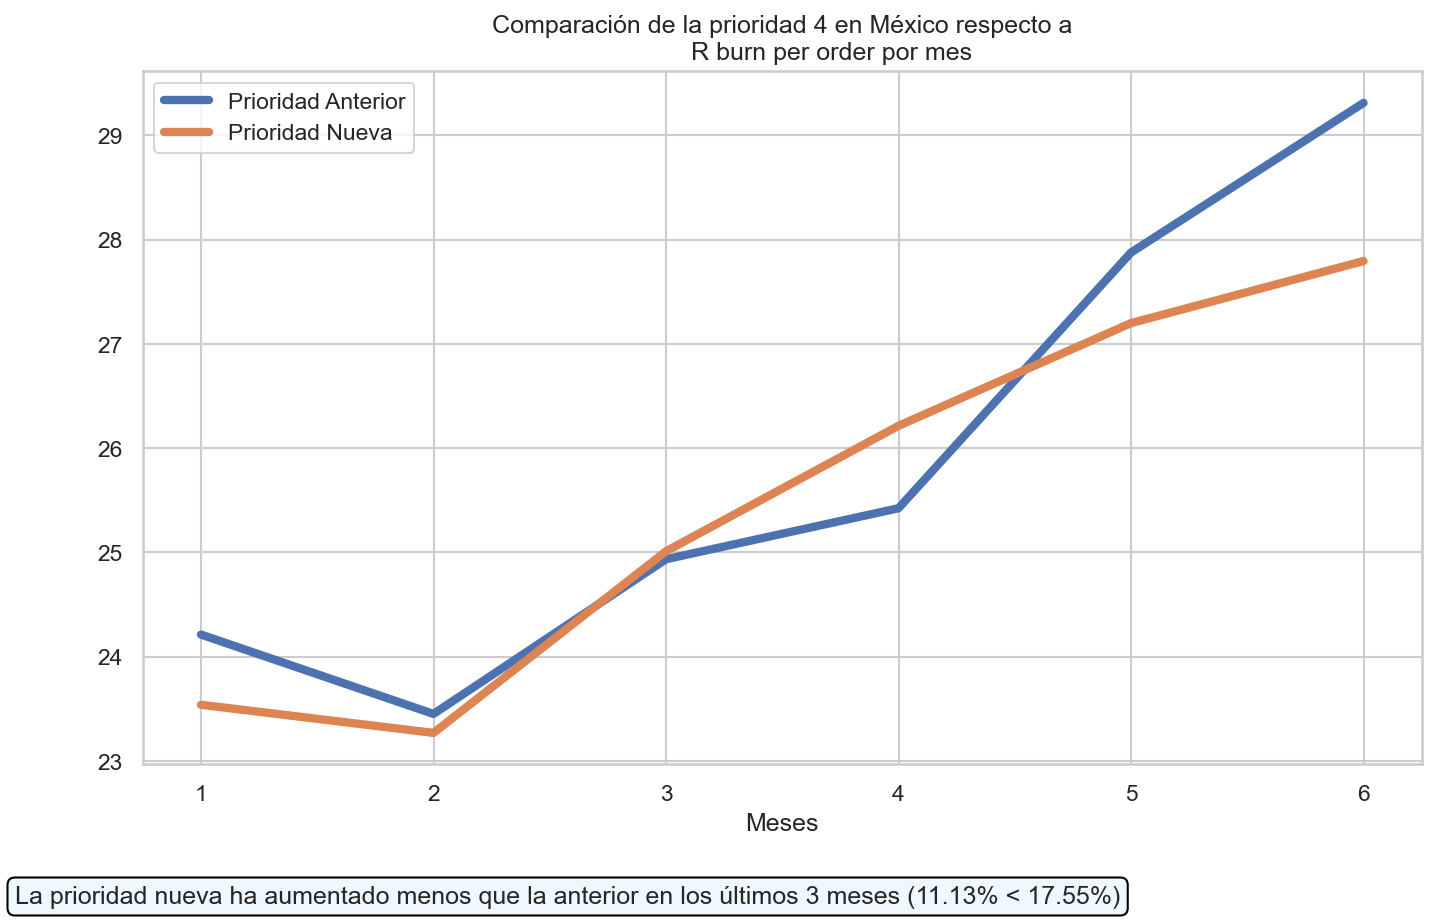 Comparación de la prioridad 4 en México respecto a
R burn per order por mes
Prioridad Anterior
Prioridad Nueva
29
28
27
26
25
24
23
1 2 3 4 5 6
Meses
La prioridad nueva ha aumentado menos que la anterior en los últimos 3 meses (11.13% < 17.55%)